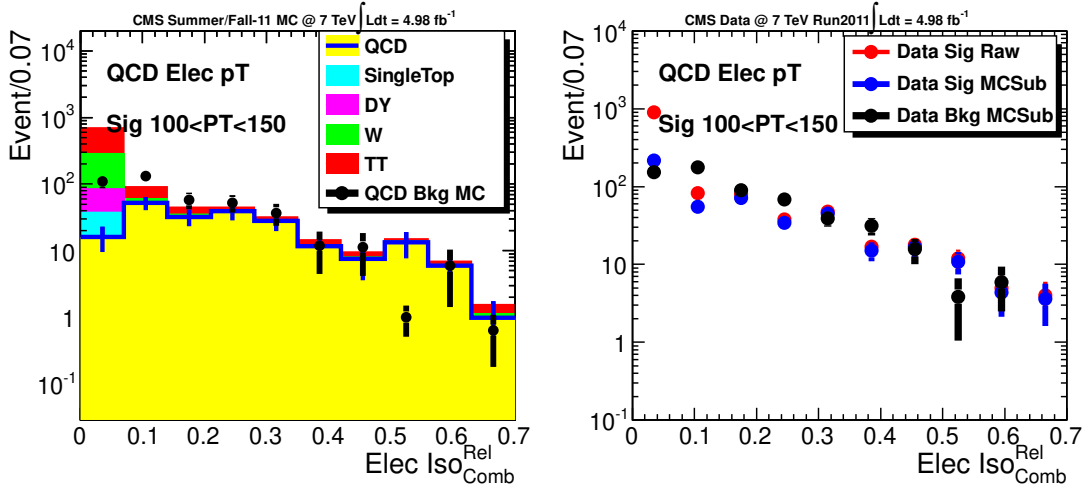 CMS Summer/Fall-11 MC @ 7 TeV ∫Ldt = 4.98 fb⁻¹
Event/0.07
10⁴
10³
10²
10
1
10⁻¹
QCD Elec pT
Sig 100<PT<150
QCD
SingleTop
DY
W
TT
QCD Bkg MC
0 0.1 0.2 0.3 0.4 0.5 0.6 0.7
Elec Iso^Rel_Comb
CMS Data @ 7 TeV Run2011 ∫Ldt = 4.98 fb⁻¹
Event/0.07
10⁴
10³
10²
10
1
10⁻¹
QCD Elec pT
Sig 100<PT<150
Data Sig Raw
Data Sig MCSub
Data Bkg MCSub
0 0.1 0.2 0.3 0.4 0.5 0.6 0.7
Elec Iso^Rel_Comb